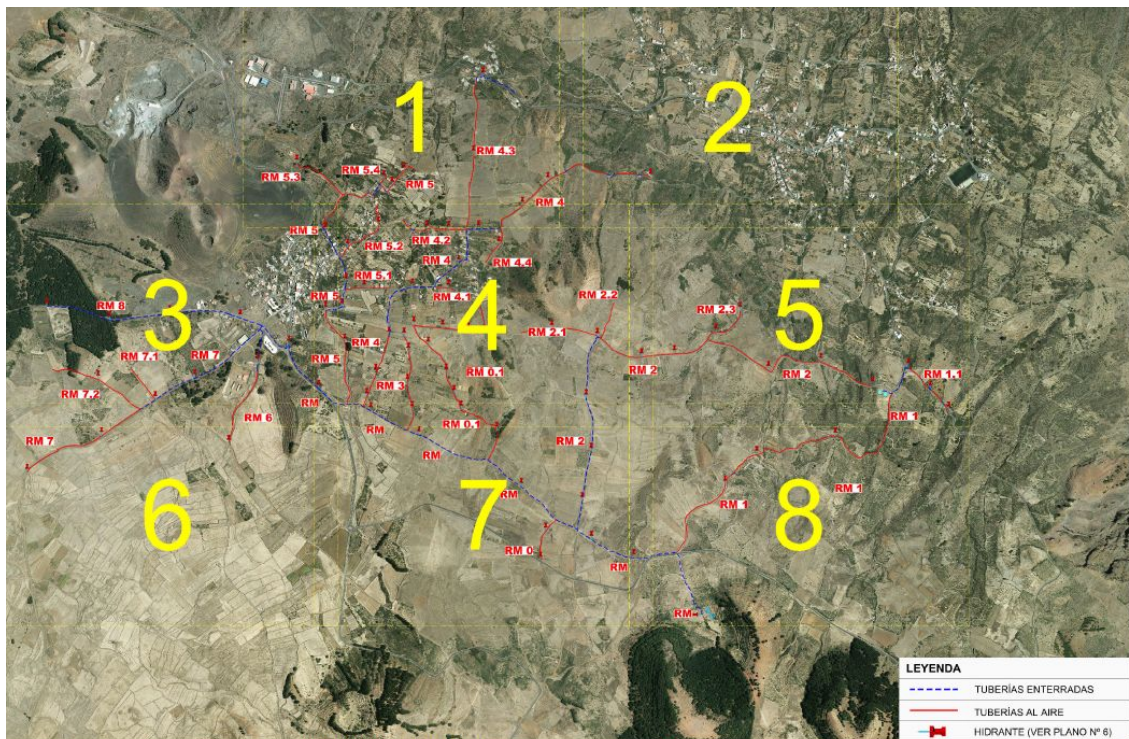 1
2
RM 4.3
RM 5.4
RM 5.3
RM 5
RM 4
RM 5
RM 5.2
RM 4.2
RM 4
RM 4.4
RM 5.1
RM 5
RM 4.1
RM 2.2
RM 2.3
RM 8
3
4
5
RM 2.1
RM 4
RM 7.1
RM 7
RM 5
RM 3
RM 0.1
RM 2
RM 2
RM 1.1
RM 7.2
RM 6
RM
RM
RM 0.1
RM 1
RM 7
RM 2
RM
RM 1
6
RM
7
RM 1
8
RM 0
RM
RM
LEYENDA
TUBERÍAS ENTERRADAS
TUBERÍAS AL AIRE
HIDRANTE (VER PLANO Nº 6)